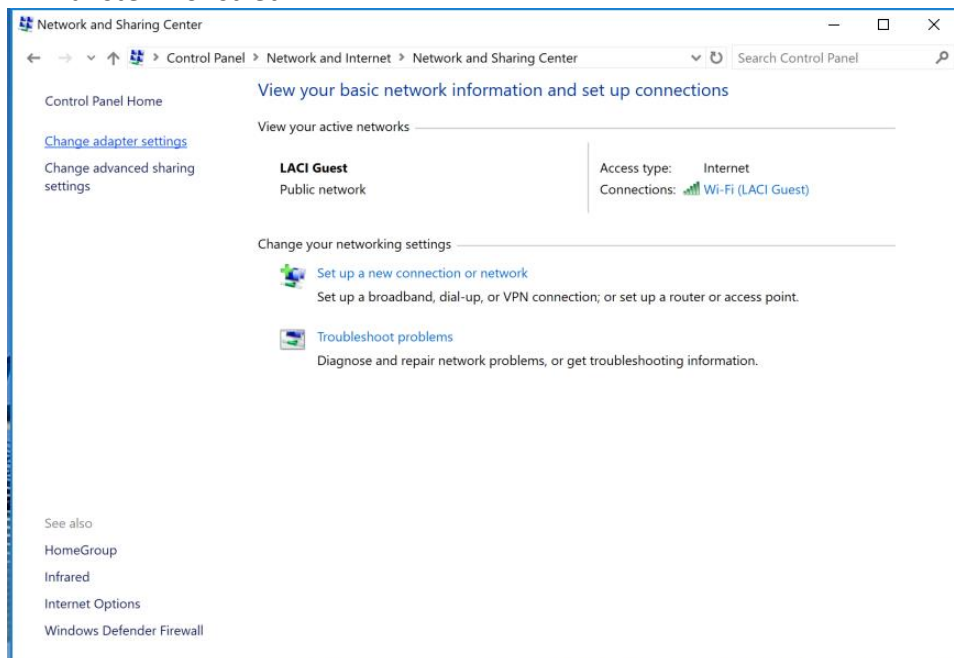 Network and Sharing Center
Control Panel > Network and Internet > Network and Sharing Center
Search Control Panel
Control Panel Home
Change adapter settings
Change advanced sharing
settings
View your basic network information and set up connections
View your active networks
LACI Guest
Public network
Access type: Internet
Connections: Wi-Fi (LACI Guest)
Change your networking settings
Set up a new connection or network
Set up a broadband, dial-up, or VPN connection; or set up a router or access point.
Troubleshoot problems
Diagnose and repair network problems, or get troubleshooting information.
See also
HomeGroup
Infrared
Internet Options
Windows Defender Firewall